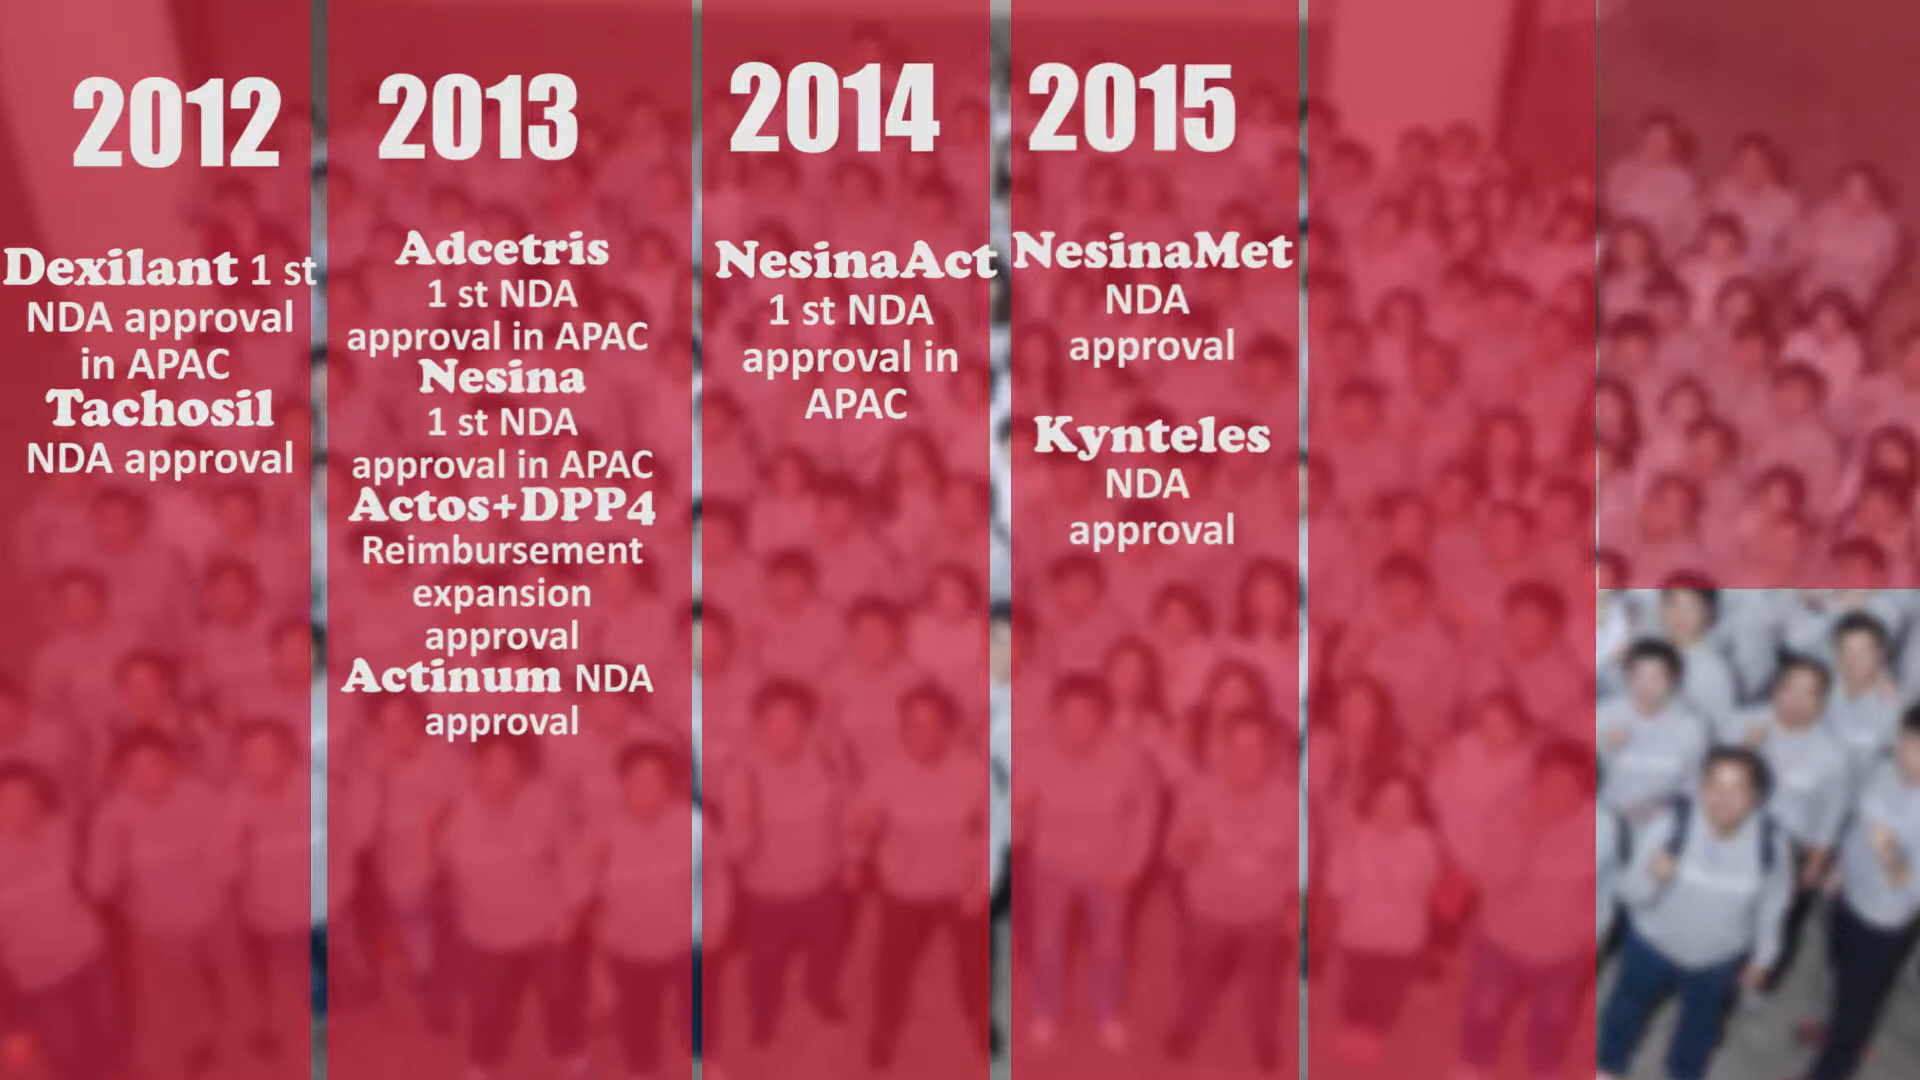 2012
Dexilant 1 st
NDA approval
in APAC
Tachosil
NDA approval
2013
Adcetris
1 st NDA
approval in APAC
Nesina
1 st NDA
approval in APAC
Actos+DPP4
Reimbursement
expansion
approval
Actinum NDA
approval
2014
NesinaAct
1 st NDA
approval in
APAC
2015
NesinaMet
NDA
approval
Kynteles
NDA
approval